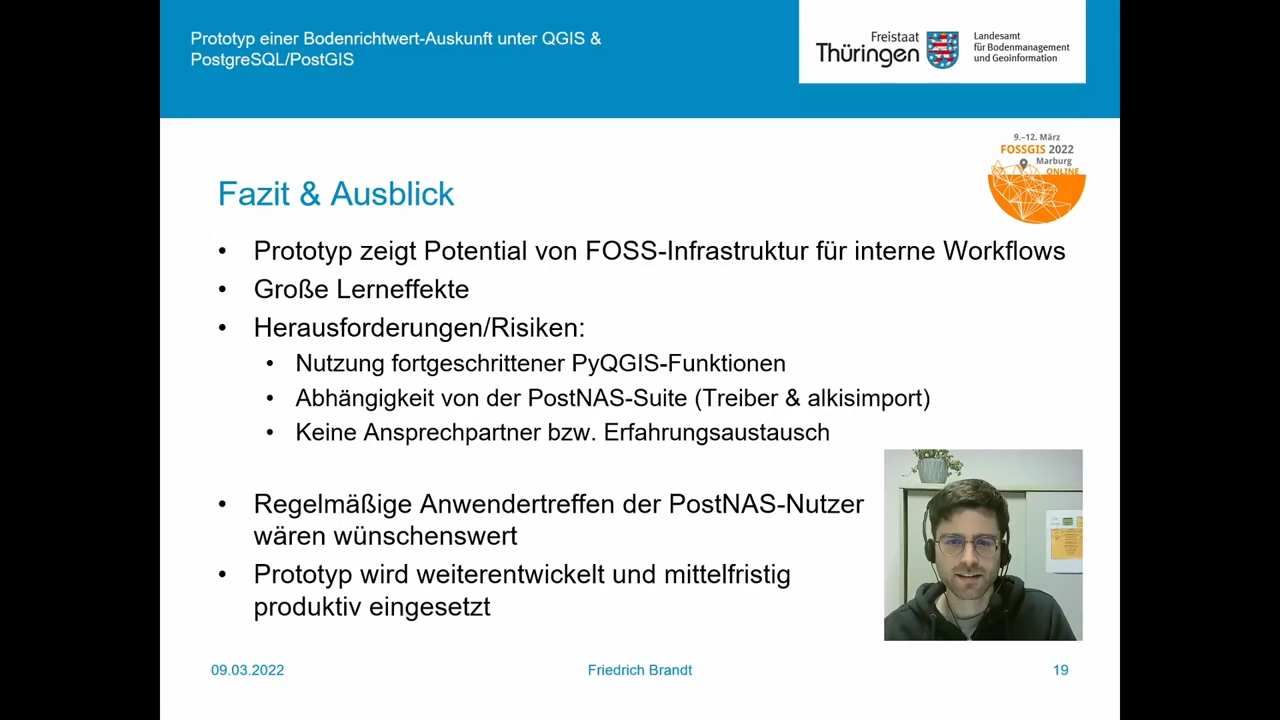 Prototyp einer Bodenrichtwert-Auskunft unter QGIS &
PostgreSQL/PostGIS
Freistaat
Thüringen
Landesamt
für Bodenmanagement
und Geoinformation
9.–12. März
FOSSGIS 2022
Marburg
ONLINE
Fazit & Ausblick
• Prototyp zeigt Potential von FOSS-Infrastruktur für interne Workflows
• Große Lerneffekte
• Herausforderungen/Risiken:
• Nutzung fortgeschrittener PyQGIS-Funktionen
• Abhängigkeit von der PostNAS-Suite (Treiber & alkisimport)
• Keine Ansprechpartner bzw. Erfahrungsaustausch
• Regelmäßige Anwendertreffen der PostNAS-Nutzer
wären wünschenswert
• Prototyp wird weiterentwickelt und mittelfristig
produktiv eingesetzt
09.03.2022
Friedrich Brandt
19